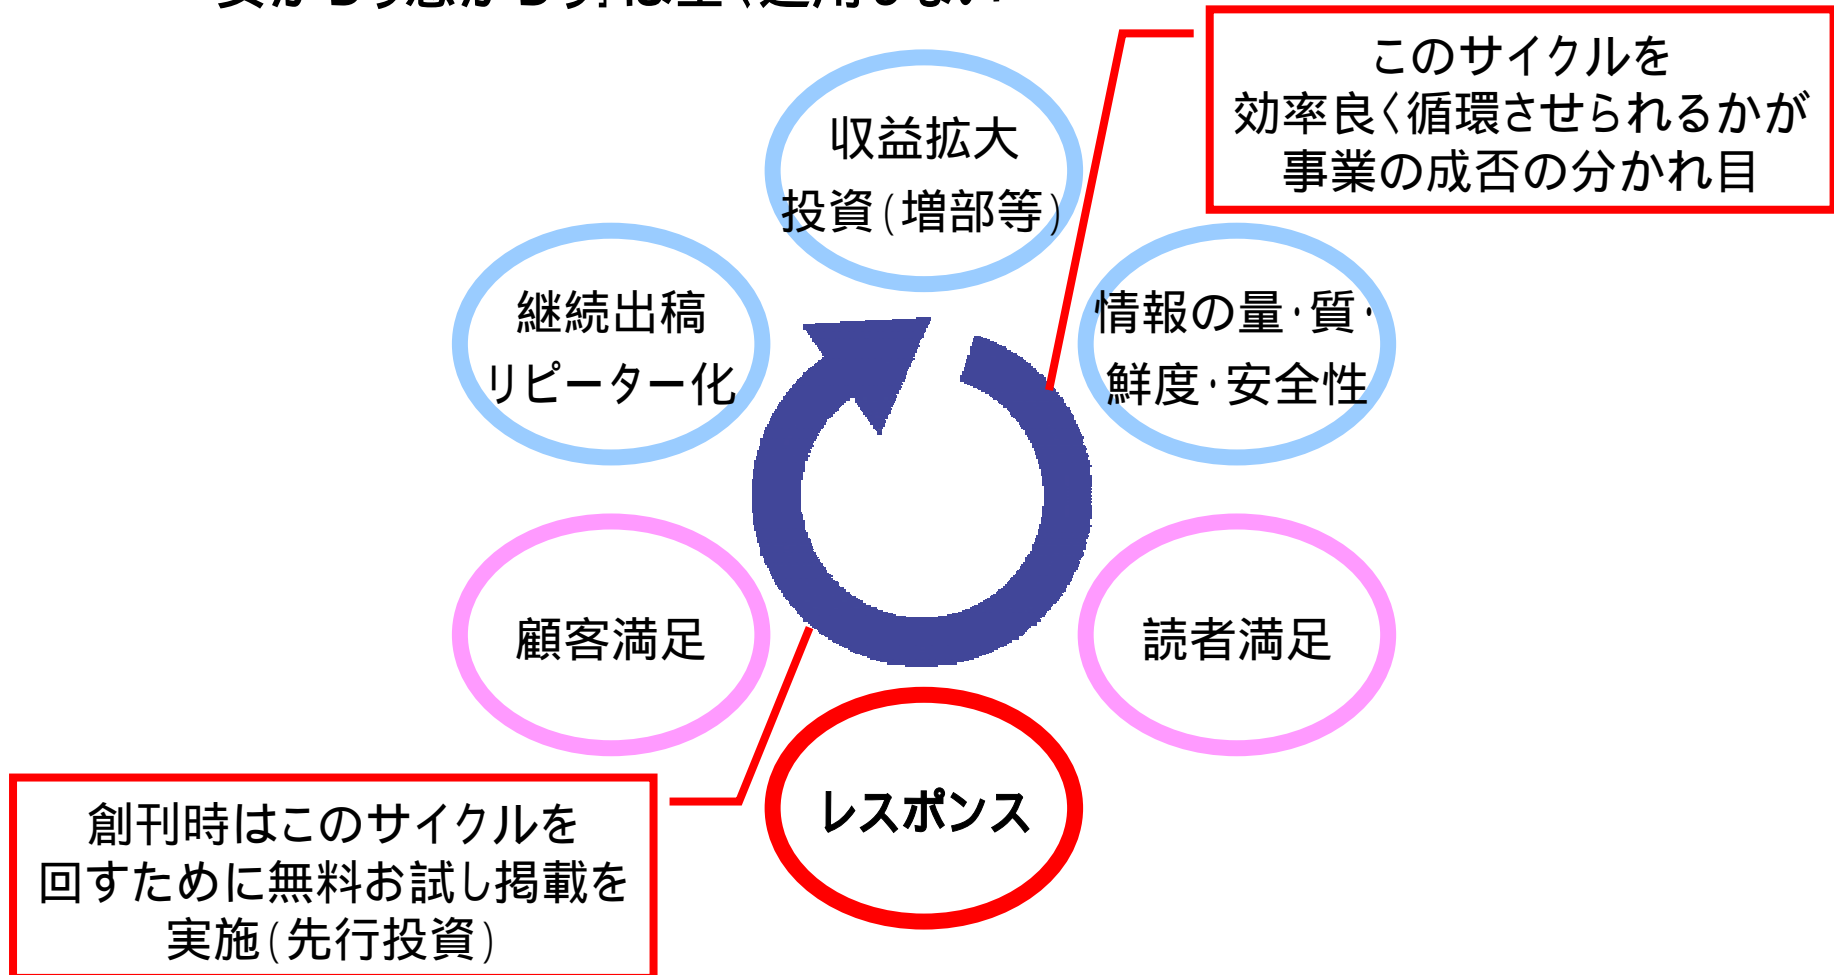 このサイクルを
効率良く循環させられるかが
事業の成否の分かれ目
収益拡大
投資(増部等)
継続出稿
リピーター化
情報の量・質・
鮮度・安全性
顧客満足
読者満足
レスポンス
創刊時はこのサイクルを
回すために無料お試し掲載を
実施(先行投資)